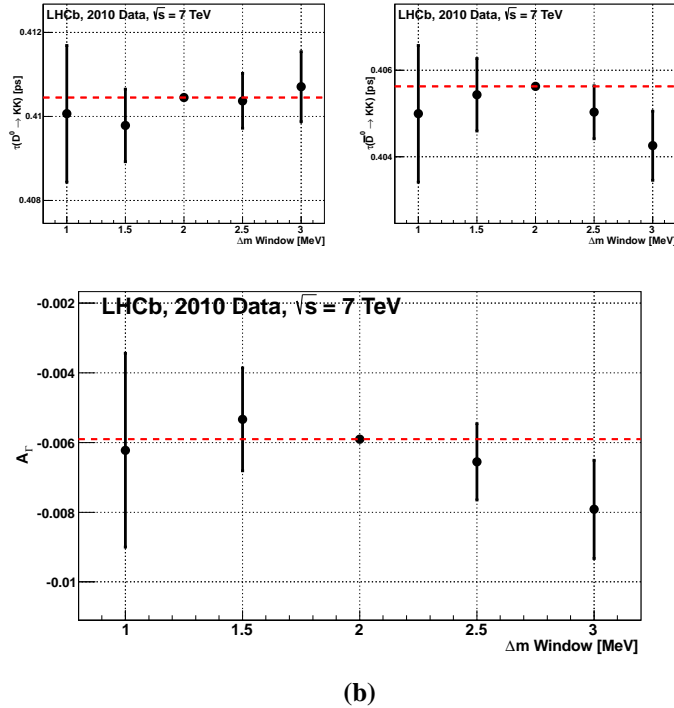 LHCb, 2010 Data, √s = 7 TeV
0.412
0.41
0.408
τ(D⁰ → KK) [ps]
1 1.5 2 2.5 3
Δm Window [MeV]
LHCb, 2010 Data, √s = 7 TeV
0.406
0.404
τ(D̅⁰ → KK) [ps]
1 1.5 2 2.5 3
Δm Window [MeV]
LHCb, 2010 Data, √s = 7 TeV
-0.002
-0.004
-0.006
-0.008
-0.01
A_Γ
1 1.5 2 2.5 3
Δm Window [MeV]
(b)